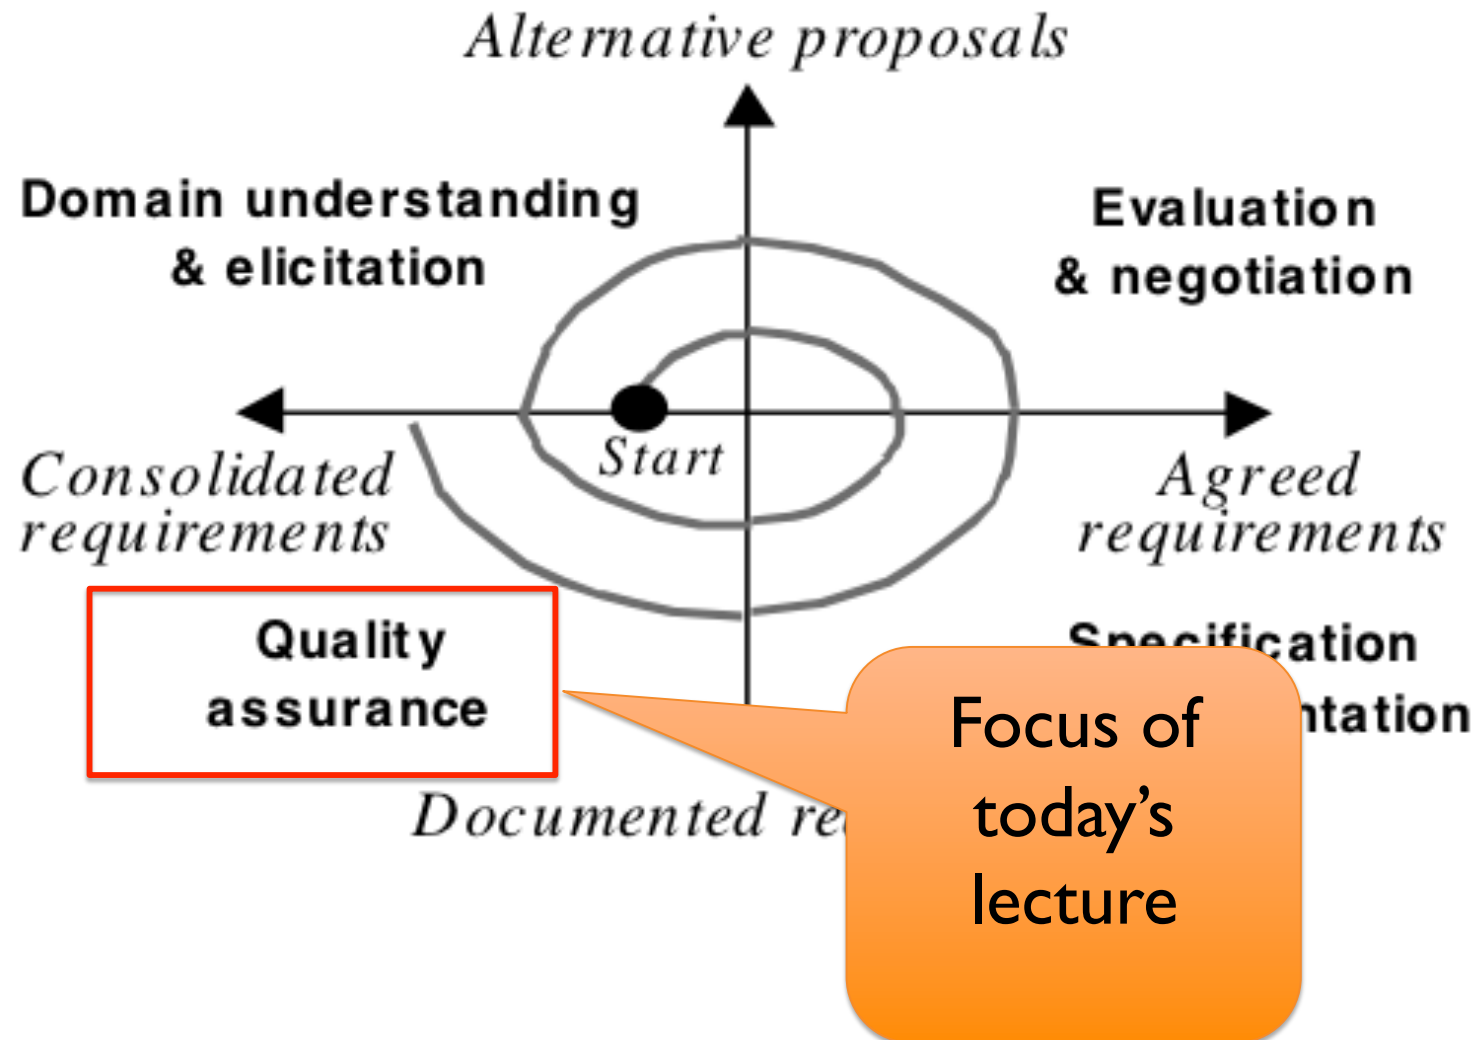 Alternative proposals
Domain understanding
& elicitation
Evaluation
& negotiation
Start
Consolidated
requirements
Agreed
requirements
Quality
assurance
Specification
Focus of
today's
lecture
Documented